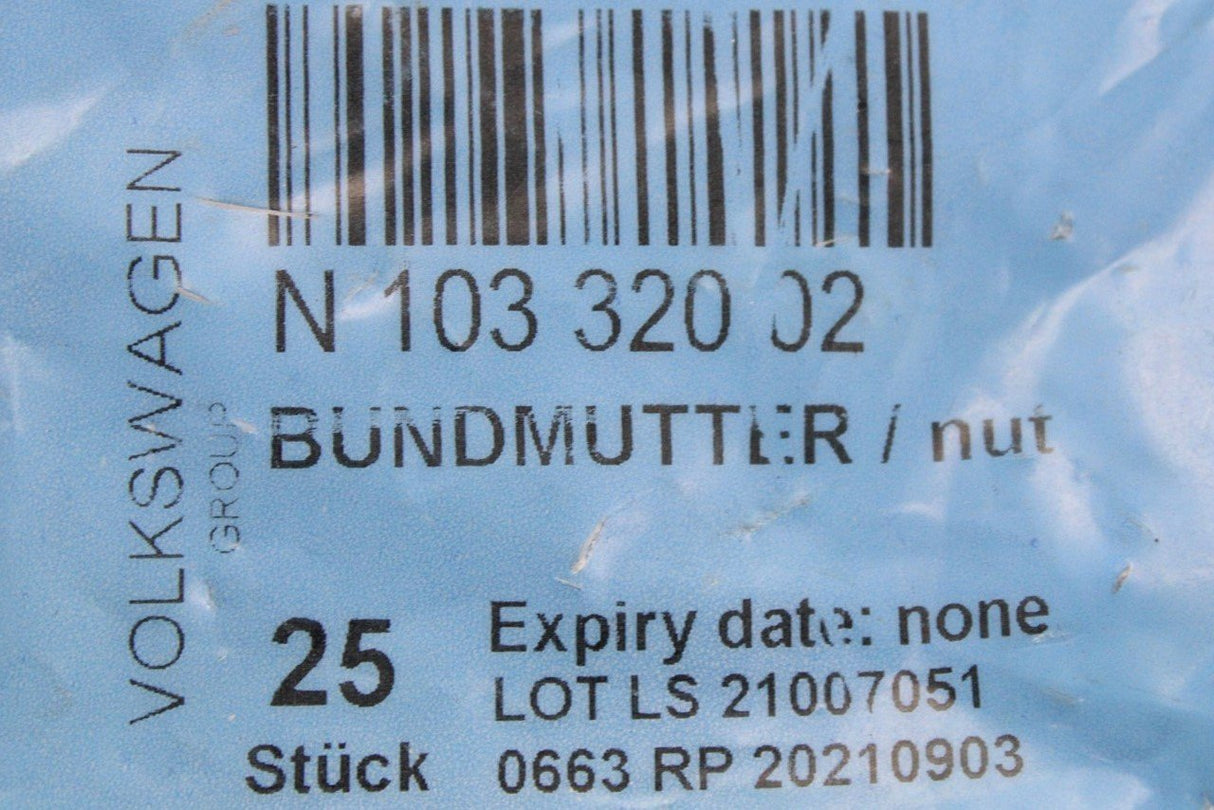 VOLKSWAGEN
GROUP
N 103 320 02
BUNDMUTTER / nut
25
Stück
Expiry date: none
LOT LS 21007051
0663 RP 20210903